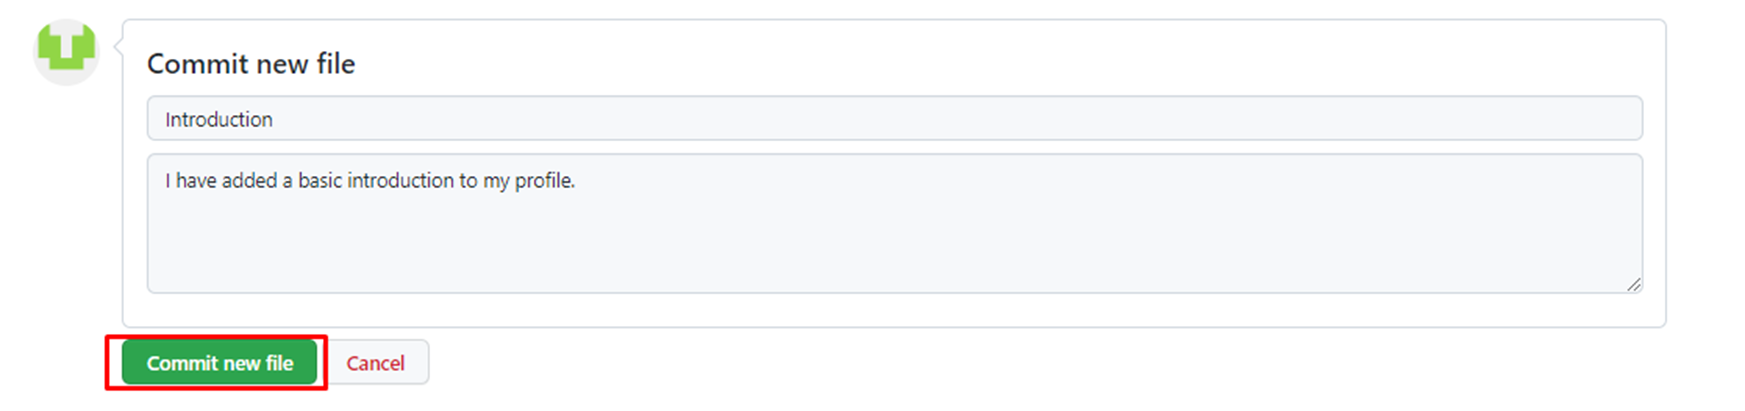 Commit new file
Introduction
I have added a basic introduction to my profile.
Commit new file
Cancel